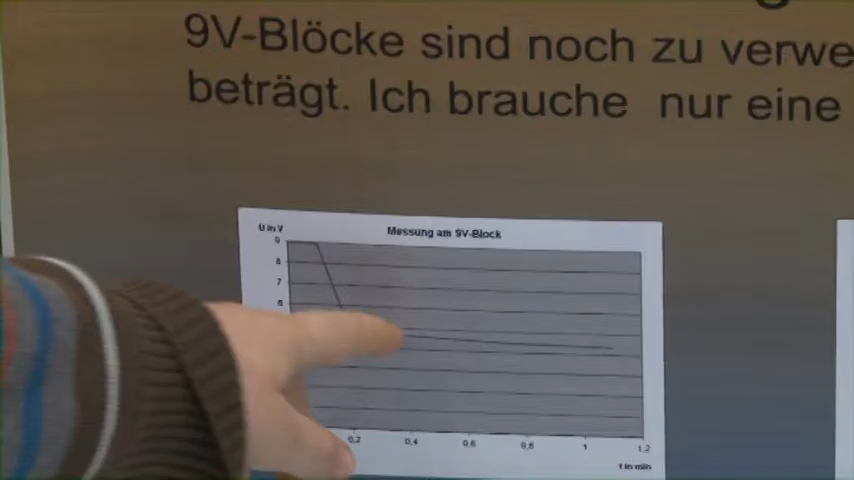 9V-Blöcke sind noch zu verwe
beträgt. Ich brauche nur eine
Messung am 9V-Block
U in V
9
8
7
6
0,2 0,4 0,6 0,8 1 1,2
t in min